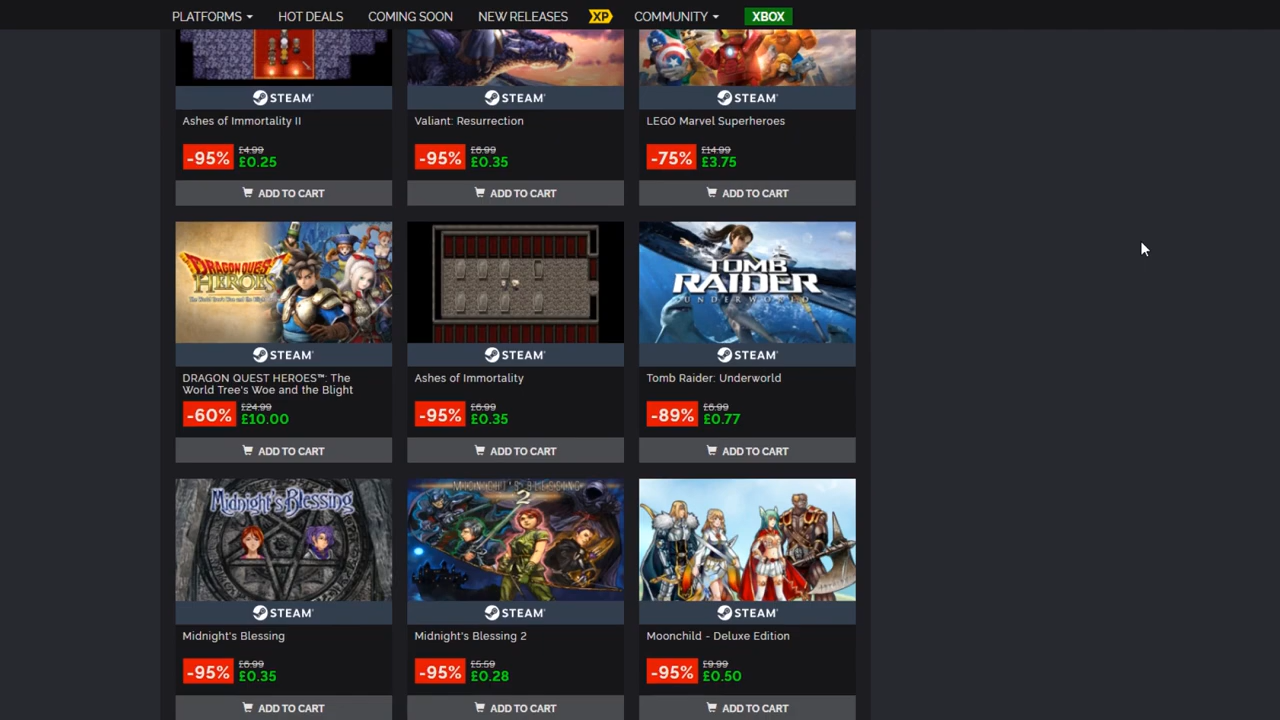 PLATFORMS HOT DEALS COMING SOON NEW RELEASES XP COMMUNITY XBOX
STEAM STEAM STEAM
Ashes of Immortality II Valiant: Resurrection LEGO Marvel Superheroes
-95% £4.99 £0.25 -95% £6.99 £0.35 -75% £14.99 £3.75
ADD TO CART ADD TO CART ADD TO CART
DRAGON QUEST HEROES TOMB RAIDER UNDERWORLD
STEAM STEAM STEAM
DRAGON QUEST HEROES™: The Ashes of Immortality Tomb Raider: Underworld
World Tree's Woe and the Blight
-60% £24.99 £10.00 -95% £6.99 £0.35 -89% £6.99 £0.77
ADD TO CART ADD TO CART ADD TO CART
Midnight's Blessing MIDNIGHT'S BLESSING 2
STEAM STEAM STEAM
Midnight's Blessing Midnight's Blessing 2 Moonchild - Deluxe Edition
-95% £6.99 £0.35 -95% £5.59 £0.28 -95% £9.99 £0.50
ADD TO CART ADD TO CART ADD TO CART